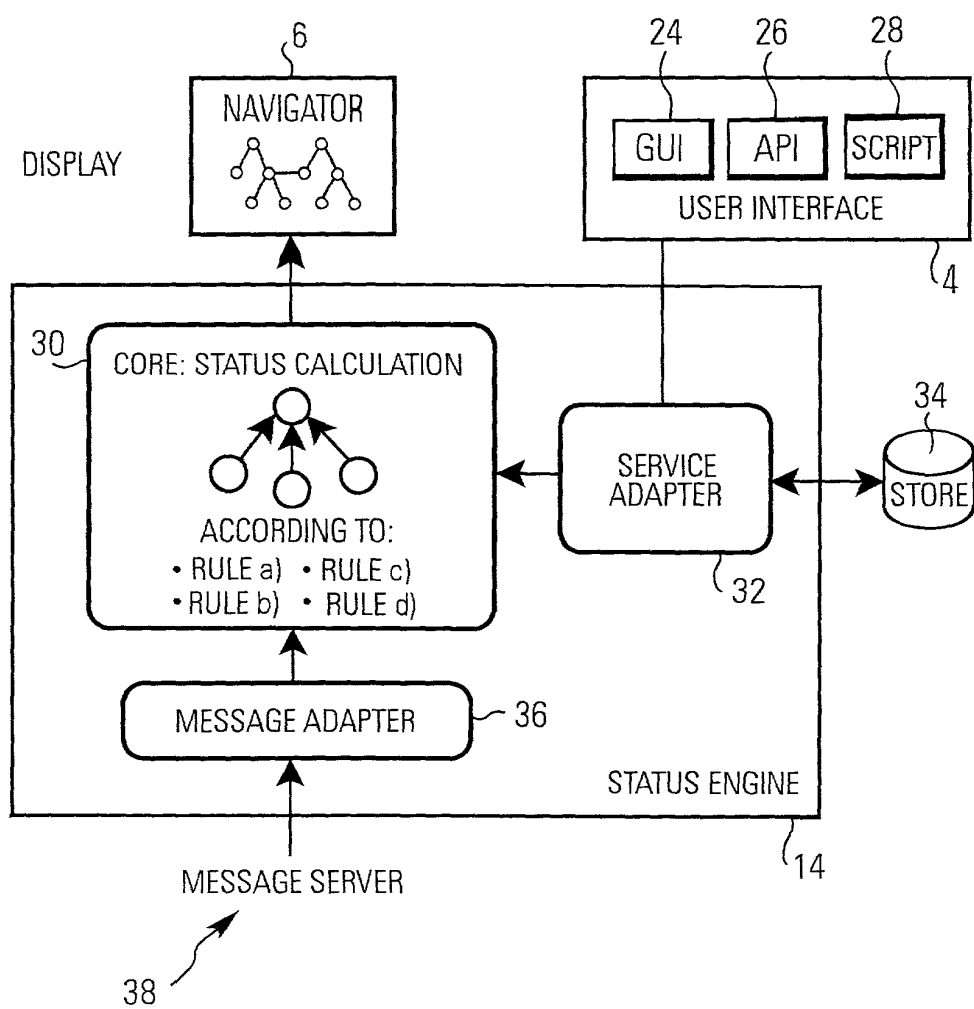 6
24
26
28
NAVIGATOR
DISPLAY
GUI
API
SCRIPT
USER INTERFACE
4
30
CORE: STATUS CALCULATION
34
SERVICE
ADAPTER
STORE
ACCORDING TO:
• RULE a) • RULE c)
• RULE b) • RULE d)
32
MESSAGE ADAPTER
36
STATUS ENGINE
14
MESSAGE SERVER
38